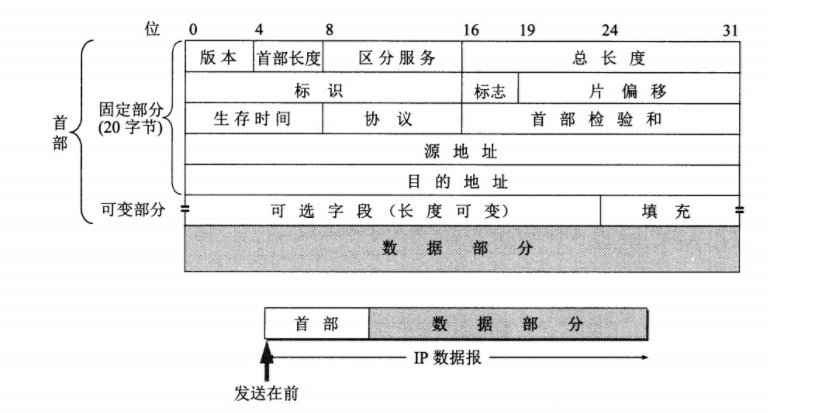 位 0 4 8 16 19 24 31
版本 首部长度 区分服务 总长度
标识 标志 片偏移
固定部分
(20 字节)
首部
生存时间 协议 首部检验和
源地址
目的地址
可变部分 可选字段（长度可变） 填充
数据部分
首部 数据部分
IP 数据报
发送在前